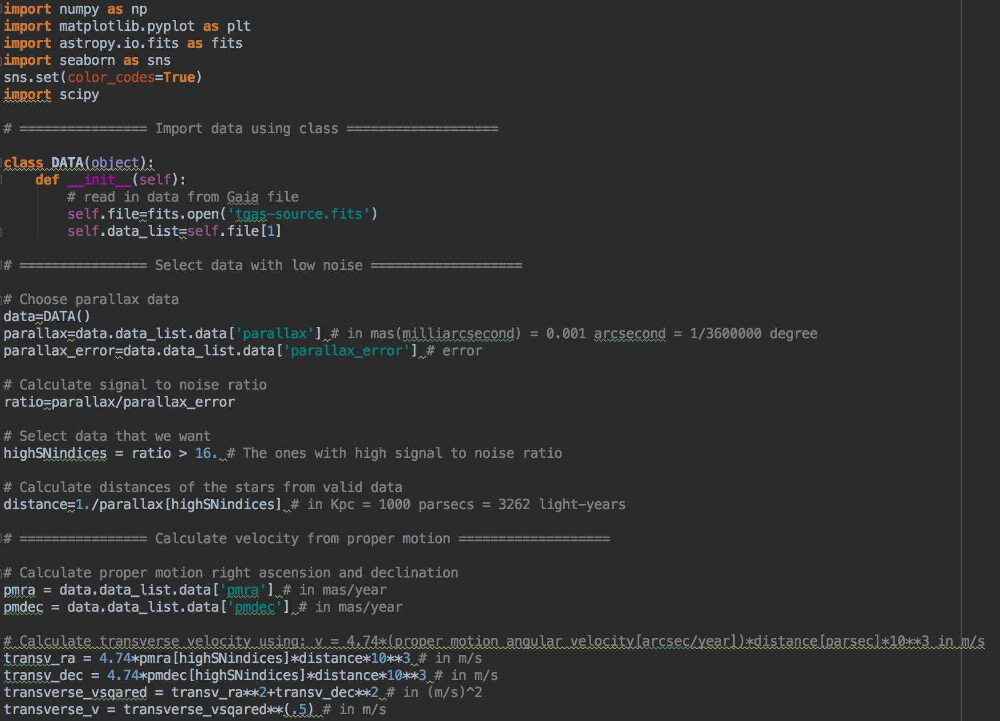 import numpy as np
import matplotlib.pyplot as plt
import astropy.io.fits as fits
import seaborn as sns
sns.set(color_codes=True)
import scipy
# ================ Import data using class ===================
class DATA(object):
    def __init__(self):
        # read in data from Gaia file
        self.file=fits.open('tgas-source.fits')
        self.data_list=self.file[1]
# ================ Select data with low noise ===================
# Choose parallax data
data=DATA()
parallax=data.data_list.data['parallax'] # in mas(milliarcsecond) = 0.001 arcsecond = 1/3600000 degree
parallax_error=data.data_list.data['parallax_error'] # error
# Calculate signal to noise ratio
ratio=parallax/parallax_error
# Select data that we want
highSNindices = ratio > 16. # The ones with high signal to noise ratio
# Calculate distances of the stars from valid data
distance=1./parallax[highSNindices] # in Kpc = 1000 parsecs = 3262 light-years
# ================ Calculate velocity from proper motion ===================
# Calculate proper motion right ascension and declination
pmra = data.data_list.data['pmra'] # in mas/year
pmdec = data.data_list.data['pmdec'] # in mas/year
# Calculate transverse velocity using: v = 4.74*(proper motion angular velocity[arcsec/year])*distance[parsec]*10**3 in m/s
transv_ra = 4.74*pmra[highSNindices]*distance*10**3 # in m/s
transv_dec = 4.74*pmdec[highSNindices]*distance*10**3 # in m/s
transverse_vsqared = transv_ra**2+transv_dec**2 # in (m/s)^2
transverse_v = transverse_vsqared**(.5) # in m/s